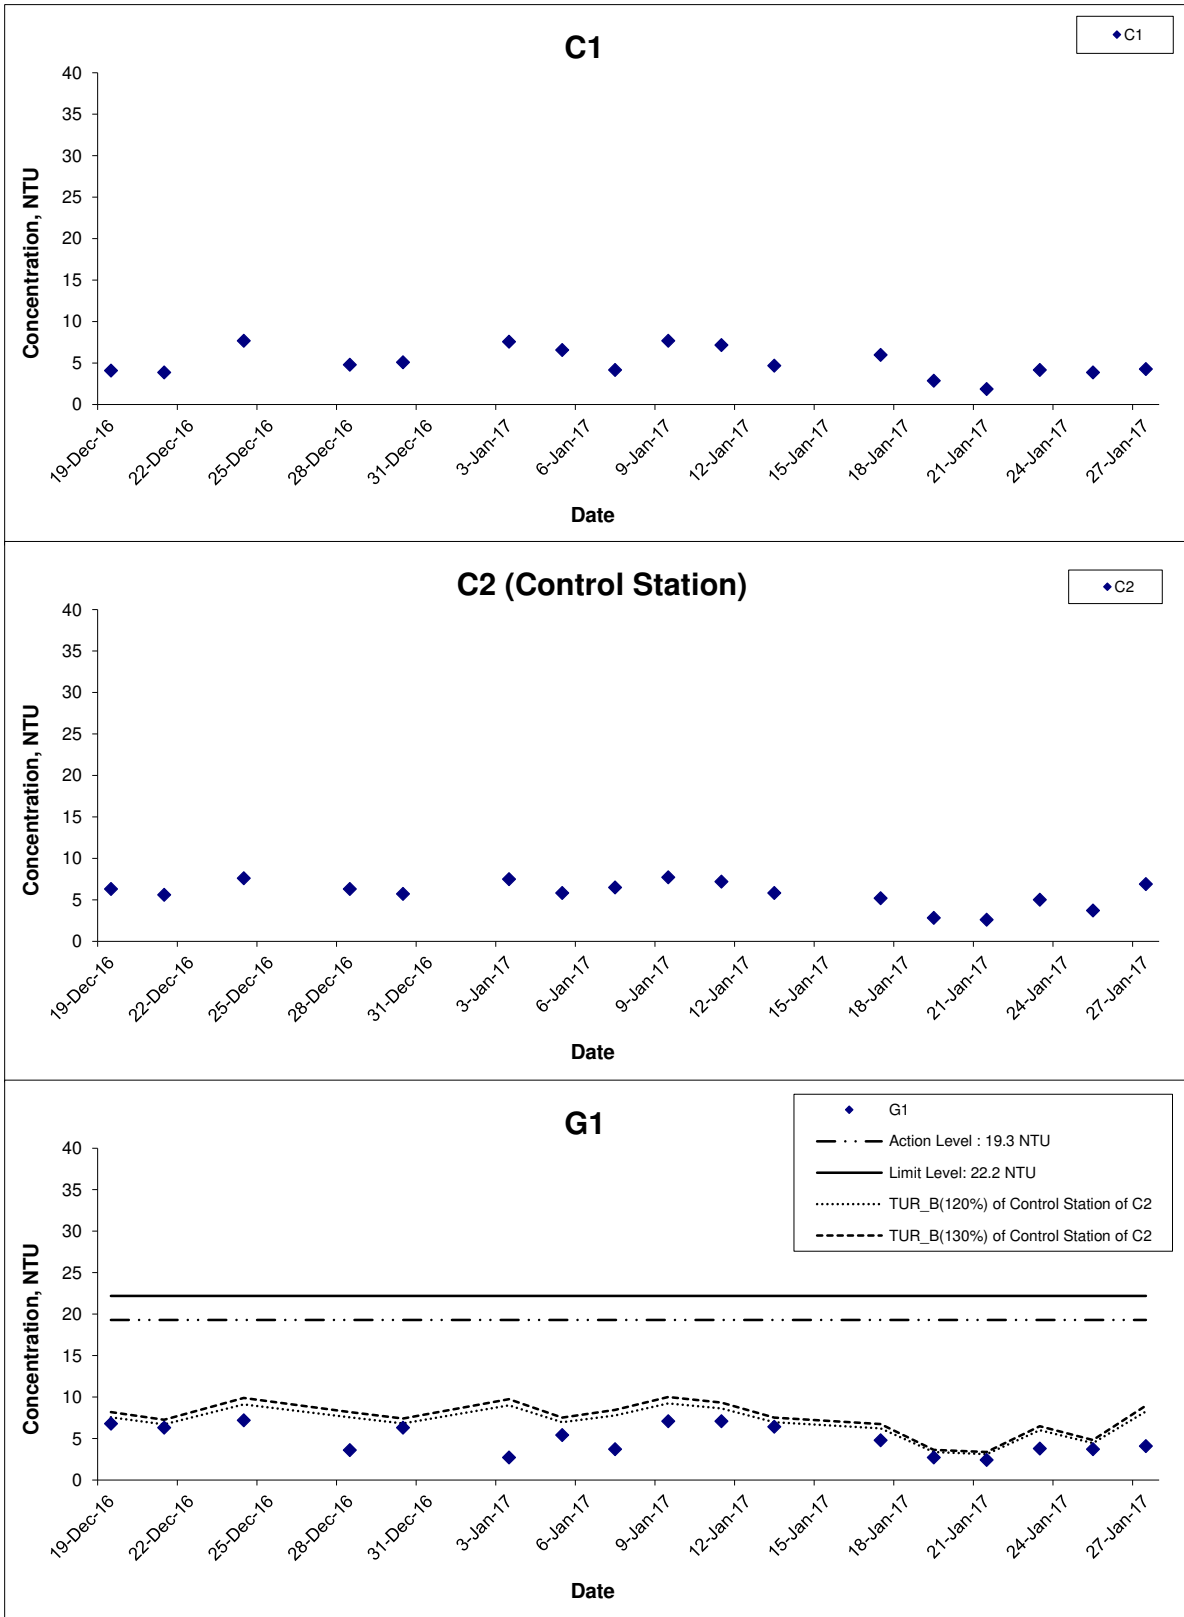 C1
C1
40
35
30
25
20
15
10
5
0
Concentration, NTU
19-Dec-16
22-Dec-16
25-Dec-16
28-Dec-16
31-Dec-16
3-Jan-17
6-Jan-17
9-Jan-17
12-Jan-17
15-Jan-17
18-Jan-17
21-Jan-17
24-Jan-17
27-Jan-17
Date
C2 (Control Station)
C2
40
35
30
25
20
15
10
5
0
Concentration, NTU
19-Dec-16
22-Dec-16
25-Dec-16
28-Dec-16
31-Dec-16
3-Jan-17
6-Jan-17
9-Jan-17
12-Jan-17
15-Jan-17
18-Jan-17
21-Jan-17
24-Jan-17
27-Jan-17
Date
G1
G1
Action Level : 19.3 NTU
Limit Level: 22.2 NTU
TUR_B(120%) of Control Station of C2
TUR_B(130%) of Control Station of C2
40
35
30
25
20
15
10
5
0
Concentration, NTU
19-Dec-16
22-Dec-16
25-Dec-16
28-Dec-16
31-Dec-16
3-Jan-17
6-Jan-17
9-Jan-17
12-Jan-17
15-Jan-17
18-Jan-17
21-Jan-17
24-Jan-17
27-Jan-17
Date